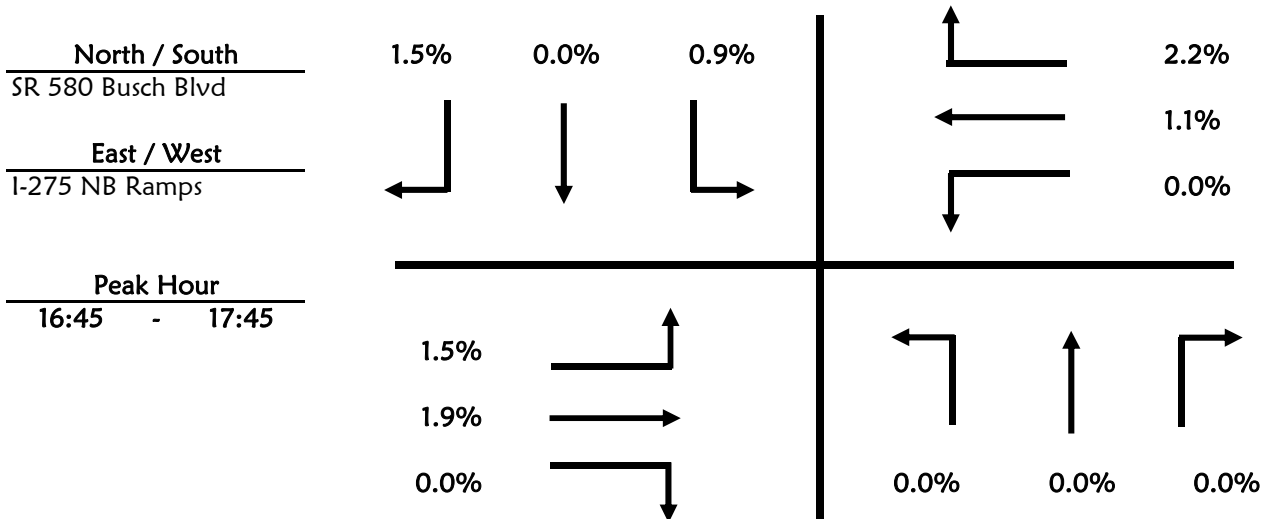 North / South
SR 580 Busch Blvd
East / West
I-275 NB Ramps
Peak Hour
16:45 - 17:45
1.5% 0.0% 0.9%
2.2%
1.1%
0.0%
1.5%
1.9%
0.0%
0.0% 0.0% 0.0%